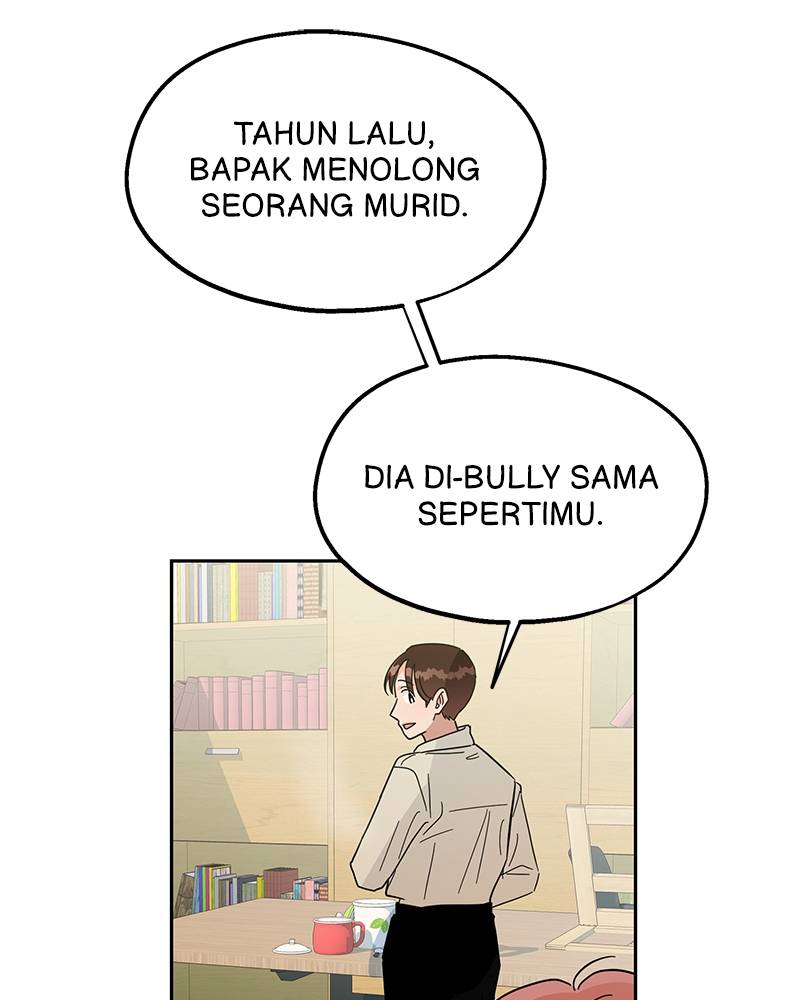 TAHUN LALU,
BAPAK MENOLONG
SEORANG MURID.
DIA DI-BULLY SAMA
SEPERTIMU.